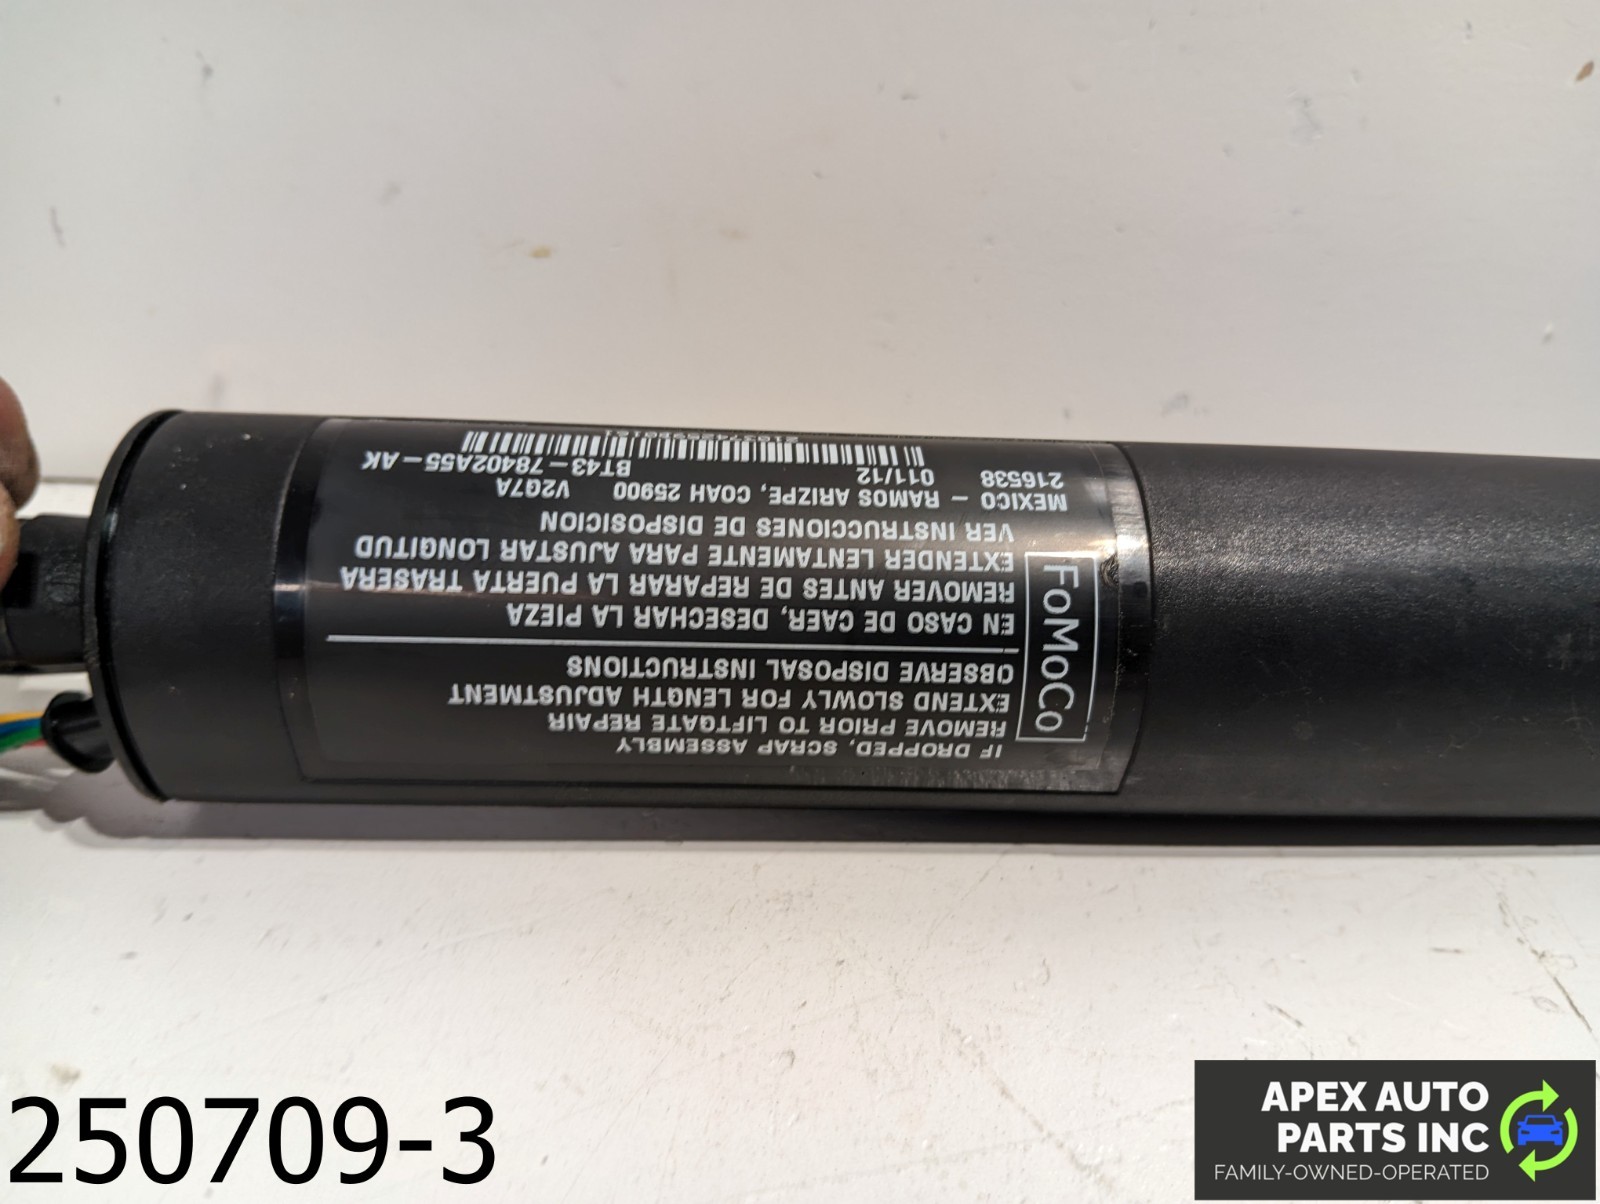 FoMoCo
IF DROPPED, SCRAP ASSEMBLY
REMOVE PRIOR TO LIFTGATE REPAIR
EXTEND SLOWLY FOR LENGTH ADJUSTMENT
OBSERVE DISPOSAL INSTRUCTIONS
EN CASO DE CAER, DESECHAR LA PIEZA
REMOVER ANTES DE REPARAR LA PUERTA TRASERA
EXTENDER LENTAMENTE PARA AJUSTAR LONGITUD
VER INSTRUCCIONES DE DISPOSICION
MEXICO - RAMOS ARIZPE, COAH 25900 V2Q7A
216538 011/12 BT43-78402A55-AK
250709-3
APEX AUTO
PARTS INC
FAMILY-OWNED-OPERATED